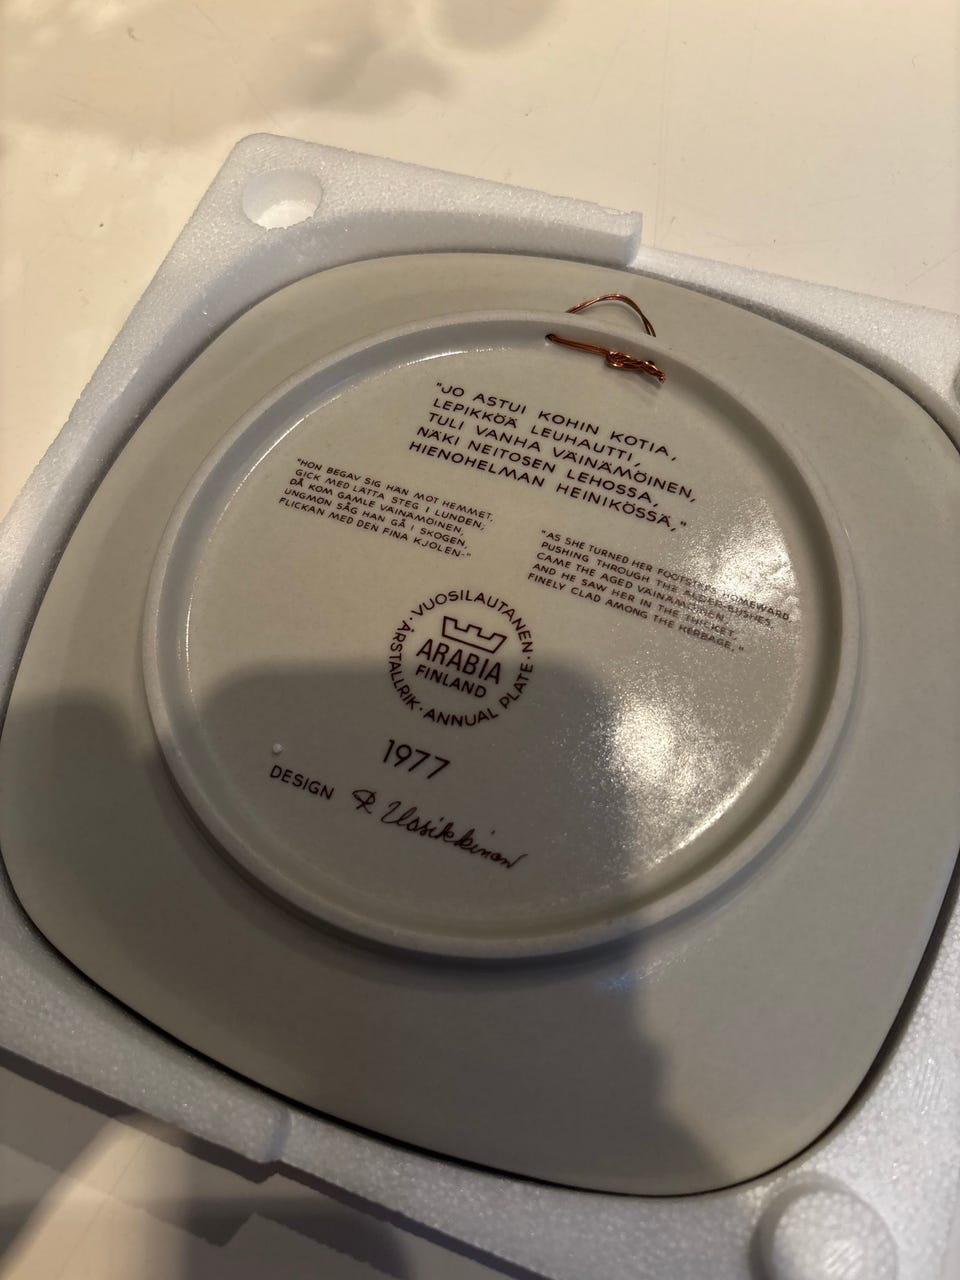 "JO ASTUI KOHIN KOTIA,
LEPIKKÖÄ LEUHAUTTI,
TULI VANHA VÄINÄMÖINEN,
NÄKI NEITOSEN LEHOSSA,
HIENOHELMAN HEINIKÖSSÄ,"
"HON BEGAV SIG HÄN MOT HEMMET,
GICK MED LÄTTA STEG I LUNDEN;
DÅ KOM GAMLE VÄINÄMÖINEN,
UNGMÖN SÅG HAN GÅ I SKOGEN,
FLICKAN MED DEN FINA KJOLEN-"
"AS SHE TURNED HER FOOTSTEPS HOMEWARD,
PUSHING THROUGH THE ALDER-BUSHES,
CAME THE AGED VÄINÄMÖINEN,
AND HE SAW HER IN THE THICKET,
FINELY CLAD AMONG THE HERBAGE,"
· VUOSILAUTANEN · ANNUAL PLATE · ÅRSTALLRIK
ARABIA
FINLAND
1977
DESIGN R Uosikkinen